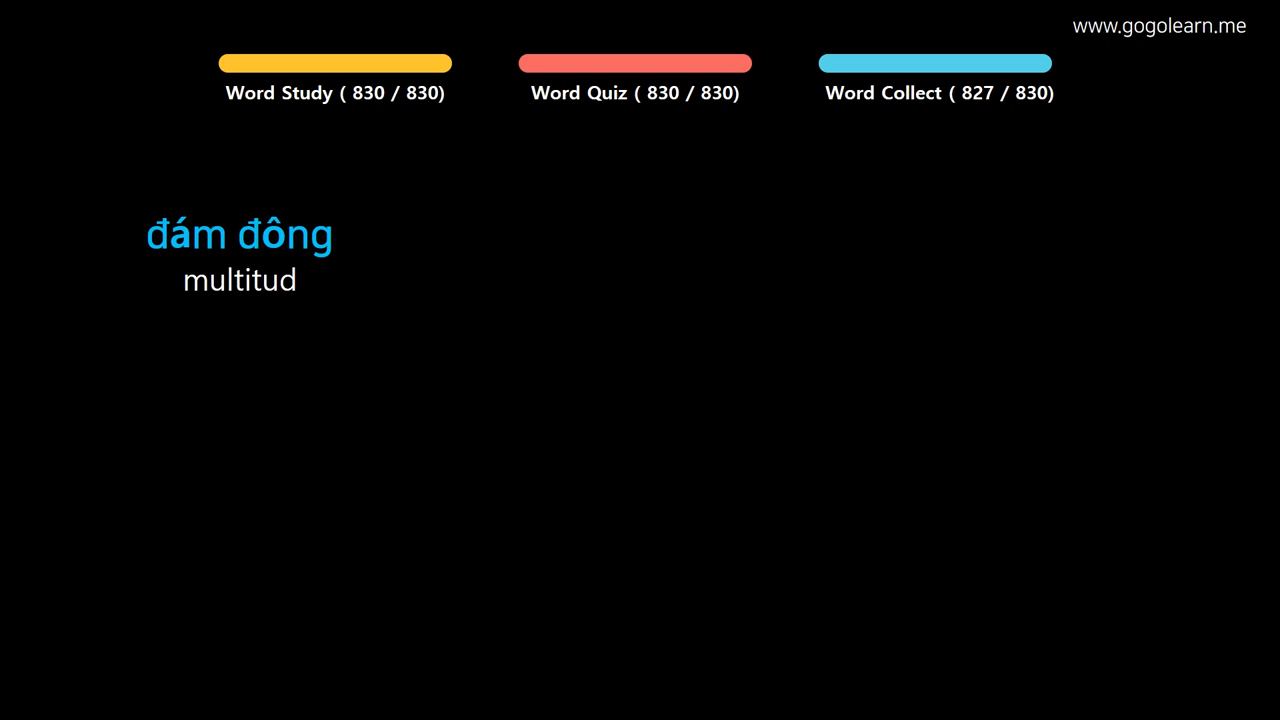 www.gogolearn.me
Word Study ( 830 / 830)
Word Quiz ( 830 / 830)
Word Collect ( 827 / 830)
đám đông
multitud